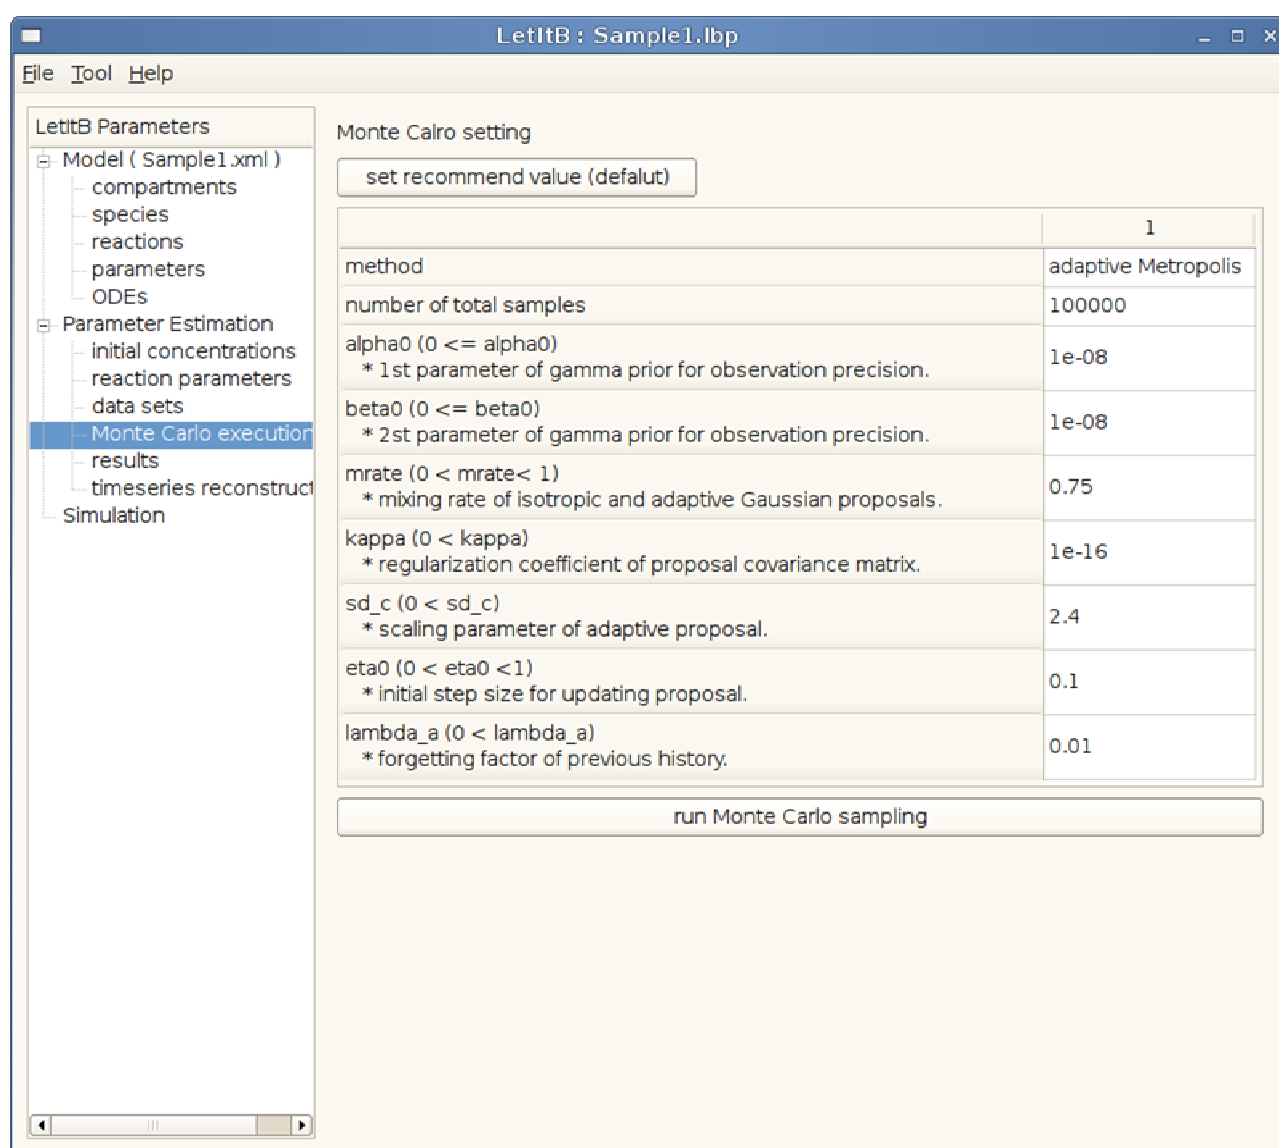 LetItB : Sample1.lbp
File Tool Help
LetItB Parameters
Model ( Sample1.xml )
compartments
species
reactions
parameters
ODEs
Parameter Estimation
initial concentrations
reaction parameters
data sets
Monte Carlo execution
results
timeseries reconstruct
Simulation
Monte Calro setting
set recommend value (defalut)
1
method adaptive Metropolis
number of total samples 100000
alpha0 (0 <= alpha0)
* 1st parameter of gamma prior for observation precision.
1e-08
beta0 (0 <= beta0)
* 2st parameter of gamma prior for observation precision.
1e-08
mrate (0 < mrate< 1)
* mixing rate of isotropic and adaptive Gaussian proposals.
0.75
kappa (0 < kappa)
* regularization coefficient of proposal covariance matrix.
1e-16
sd_c (0 < sd_c)
* scaling parameter of adaptive proposal.
2.4
eta0 (0 < eta0 <1)
* initial step size for updating proposal.
0.1
lambda_a (0 < lambda_a)
* forgetting factor of previous history.
0.01
run Monte Carlo sampling